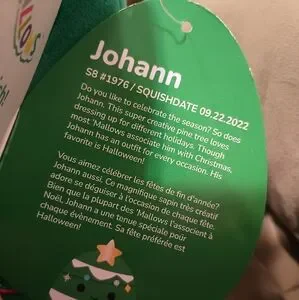 ALLOWS
h!
Johann
S8 #1976 / SQUISHDATE 09.22.2022
Do you like to celebrate the season? So does
Johann. This super creative pine tree loves
dressing up for different holidays. Though
most 'Mallows associate him with Christmas,
Johann has an outfit for every occasion. His
favorite is Halloween!
Vous aimez célébrer les fêtes de fin d'année?
Johann aussi. Ce magnifique sapin très créatif
adore se déguiser à l'occasion de chaque fête.
Bien que la plupart des 'Mallows l'associent à
Noël, Johann a une tenue spéciale pour
chaque événement. Sa fête préférée est
Halloween!